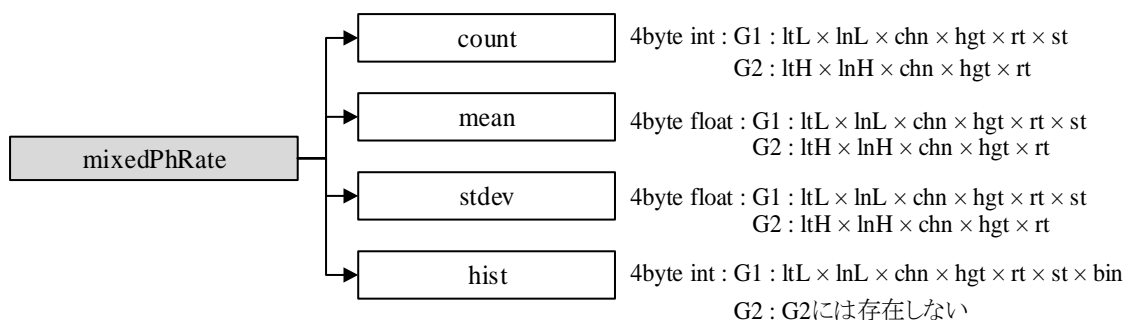 mixedPhRate
count
4byte int : G1 : ltL × lnL × chn × hgt × rt × st
G2 : ltH × lnH × chn × hgt × rt
mean
4byte float : G1 : ltL × lnL × chn × hgt × rt × st
G2 : ltH × lnH × chn × hgt × rt
stdev
4byte float : G1 : ltL × lnL × chn × hgt × rt × st
G2 : ltH × lnH × chn × hgt × rt
hist
4byte int : G1 : ltL × lnL × chn × hgt × rt × st × bin
G2 : G2には存在しない